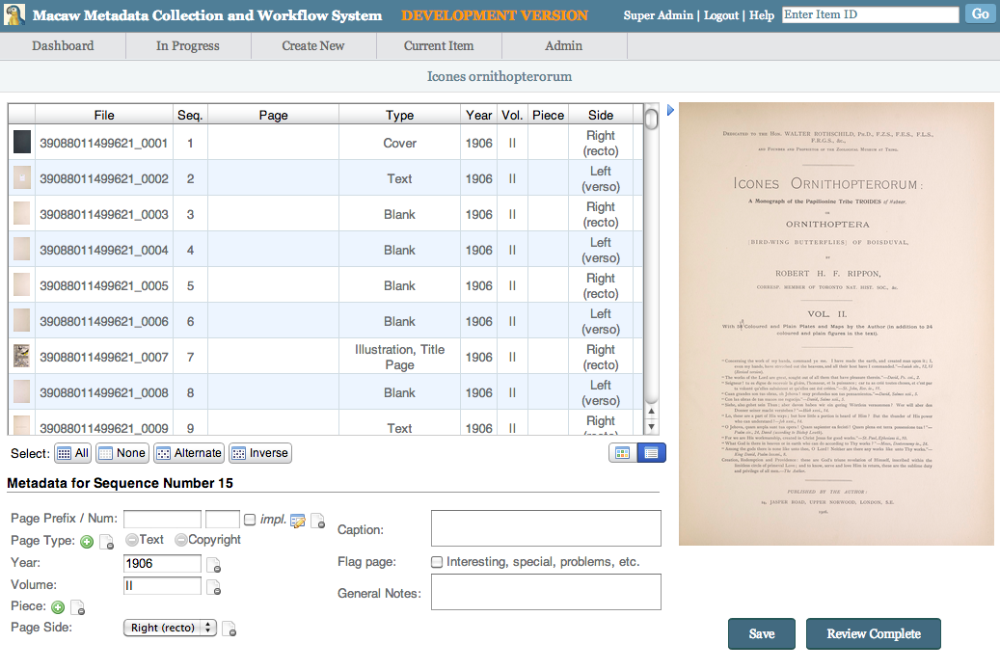 Macaw Metadata Collection and Workflow System DEVELOPMENT VERSION Super Admin | Logout | Help Enter Item ID Go
Dashboard In Progress Create New Current Item Admin
Icones ornithopterorum
File Seq. Page Type Year Vol. Piece Side
39088011499621_0001 1 Cover 1906 II Right (recto)
39088011499621_0002 2 Text 1906 II Left (verso)
39088011499621_0003 3 Blank 1906 II Right (recto)
39088011499621_0004 4 Blank 1906 II Left (verso)
39088011499621_0005 5 Blank 1906 II Right (recto)
39088011499621_0006 6 Blank 1906 II Left (verso)
39088011499621_0007 7 Illustration, Title Page 1906 II Right (recto)
39088011499621_0008 8 Blank 1906 II Left (verso)
39088011499621_0009 9 Text 1906 II Right
Select: All None Alternate Inverse
Metadata for Sequence Number 15
Page Prefix / Num: impl.
Page Type: Text Copyright
Year: 1906
Volume: II
Piece:
Page Side: Right (recto)
Caption:
Flag page: Interesting, special, problems, etc.
General Notes:
Dedicated to the Hon. WALTER ROTHSCHILD, Ph.D., F.Z.S., F.E.S., F.L.S.,
F.R.G.S., &c.,
Icones Ornithopterorum:
A Monograph of the Papilionine Tribe TROIDES of Hubner.
OR
ORNITHOPTERA
[BIRD-WING BUTTERFLIES] OF BOISDUVAL,
BY
ROBERT H. F. RIPPON,
CORRESP. MEMBER OF TORONTO NAT. HIST. SOC., &c.
VOL. II.
Coloured and Plain Plates and Maps by the Author (in addition to 24
coloured and plain figures in the text).
PUBLISHED BY THE AUTHOR:
JASPER ROAD, UPPER NORWOOD, LONDON, S.E.
Save Review Complete